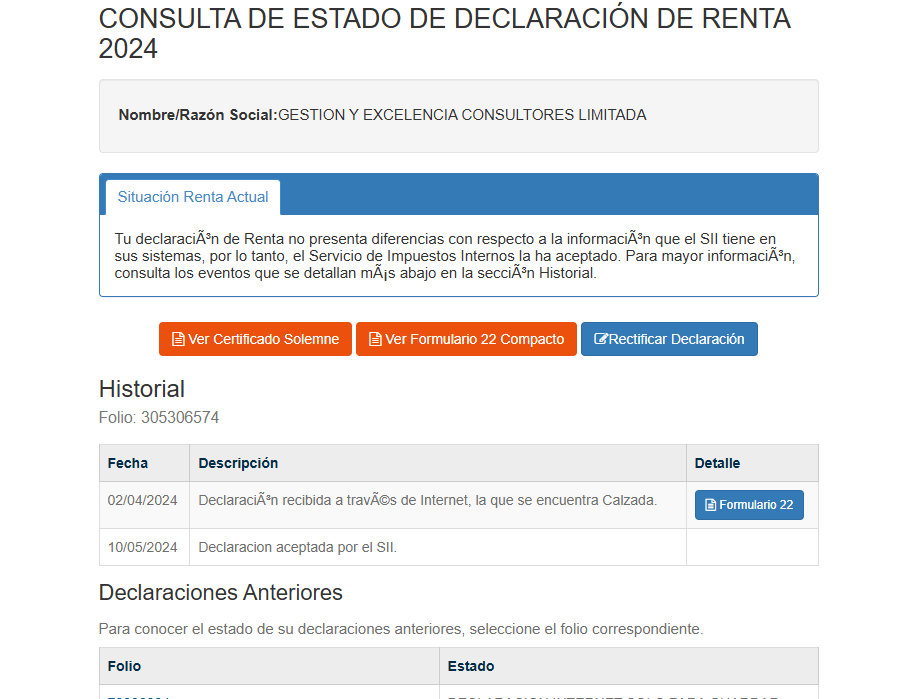 CONSULTA DE ESTADO DE DECLARACIÓN DE RENTA
2024
Nombre/Razón Social:GESTION Y EXCELENCIA CONSULTORES LIMITADA
Situación Renta Actual
Tu declaraciÃ³n de Renta no presenta diferencias con respecto a la informaciÃ³n que el SII tiene en
sus sistemas, por lo tanto, el Servicio de Impuestos Internos la ha aceptado. Para mayor informaciÃ³n,
consulta los eventos que se detallan mÃ¡s abajo en la secciÃ³n Historial.
Ver Certificado Solemne Ver Formulario 22 Compacto Rectificar Declaración
Historial
Folio: 305306574
Fecha Descripción Detalle
02/04/2024 DeclaraciÃ³n recibida a travÃ©s de Internet, la que se encuentra Calzada. Formulario 22
10/05/2024 Declaracion aceptada por el SII.
Declaraciones Anteriores
Para conocer el estado de su declaraciones anteriores, seleccione el folio correspondiente.
Folio Estado